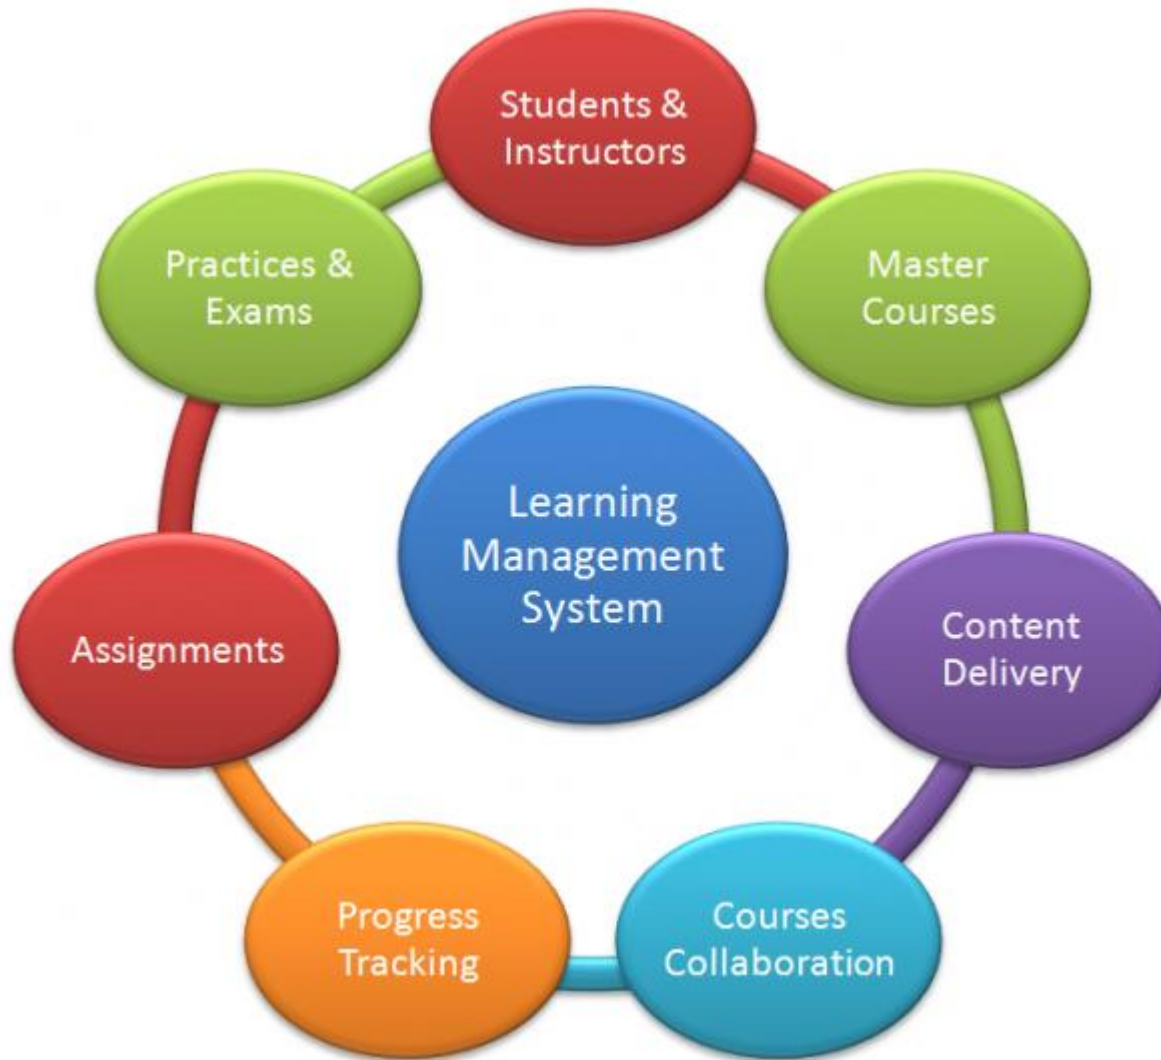 Students &
Instructors
Master
Courses
Content
Delivery
Courses
Collaboration
Progress
Tracking
Assignments
Practices &
Exams
Learning
Management
System